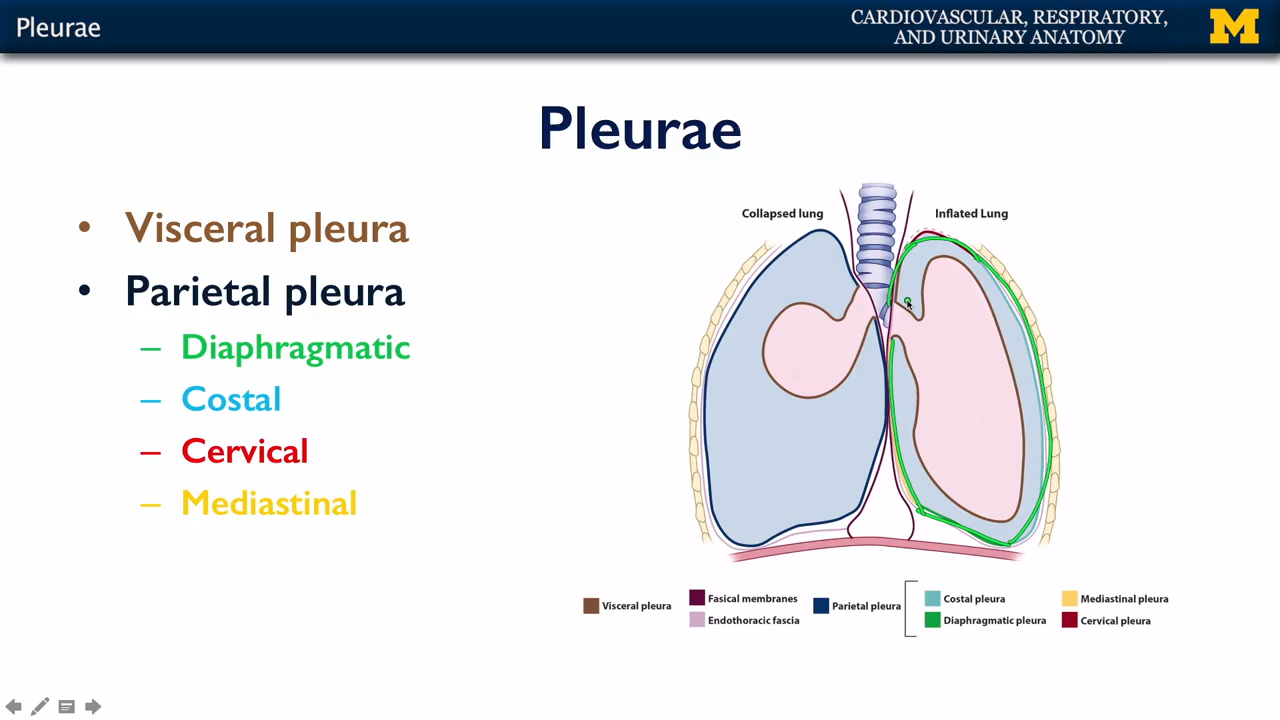 Pleurae
CARDIOVASCULAR, RESPIRATORY,
AND URINARY ANATOMY
M
Pleurae
• Visceral pleura
• Parietal pleura
– Diaphragmatic
– Costal
– Cervical
– Mediastinal
Collapsed lung
Inflated Lung
Visceral pleura
Fasical membranes
Endothoracic fascia
Parietal pleura
Costal pleura
Diaphragmatic pleura
Mediastinal pleura
Cervical pleura